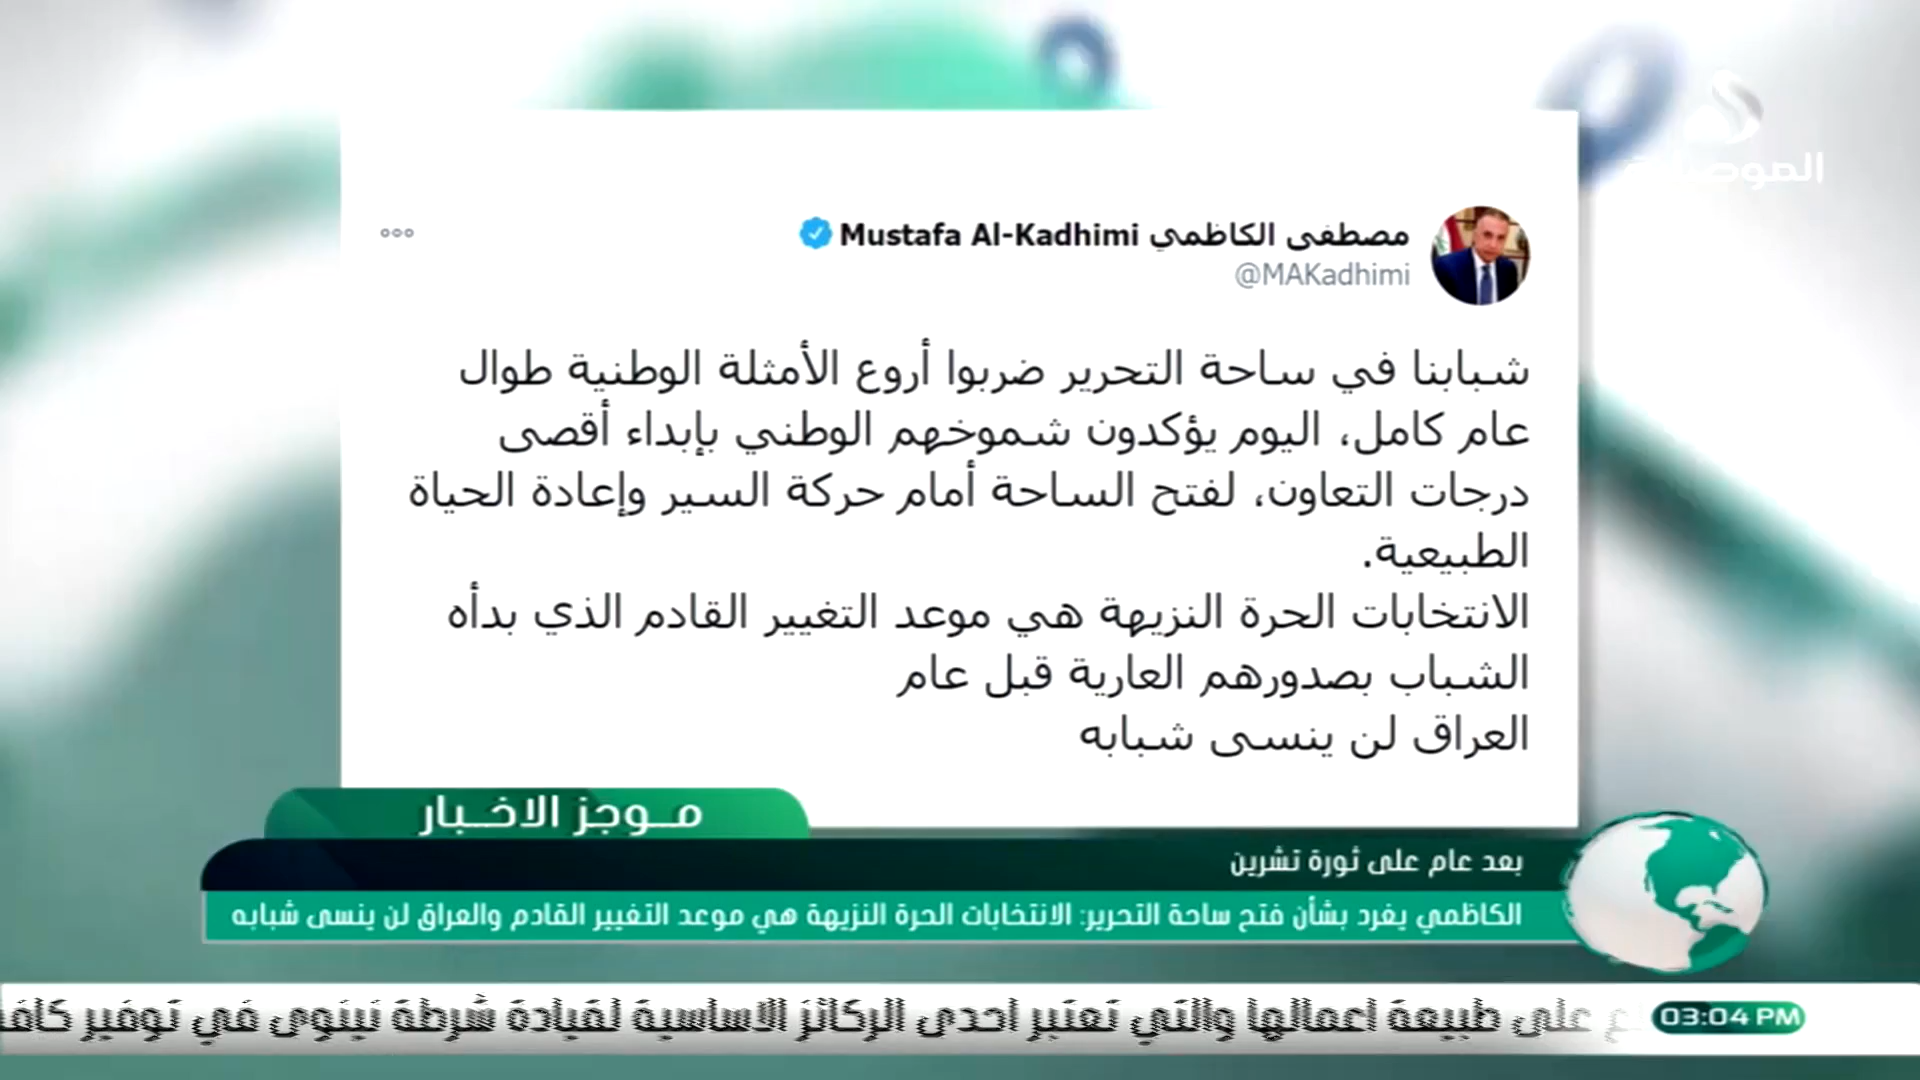 الموصلية
مصطفى الكاظمي Mustafa Al-Kadhimi
@MAKadhimi
شبابنا في ساحة التحرير ضربوا أروع الأمثلة الوطنية طوال
عام كامل، اليوم يؤكدون شموخهم الوطني بإبداء أقصى
درجات التعاون، لفتح الساحة أمام حركة السير وإعادة الحياة
الطبيعية.
الانتخابات الحرة النزيهة هي موعد التغيير القادم الذي بدأه
الشباب بصدورهم العارية قبل عام
العراق لن ينسى شبابه
موجز الاخبار
بعد عام على ثورة تشرين
الكاظمي يغرد بشأن فتح ساحة التحرير: الانتخابات الحرة النزيهة هي موعد التغيير القادم والعراق لن ينسى شبابه
03:04 PM
على طبيعة اعمالها والتي تعتبر احدى الركائز الاساسية لقيادة شرطة نينوى في توفير